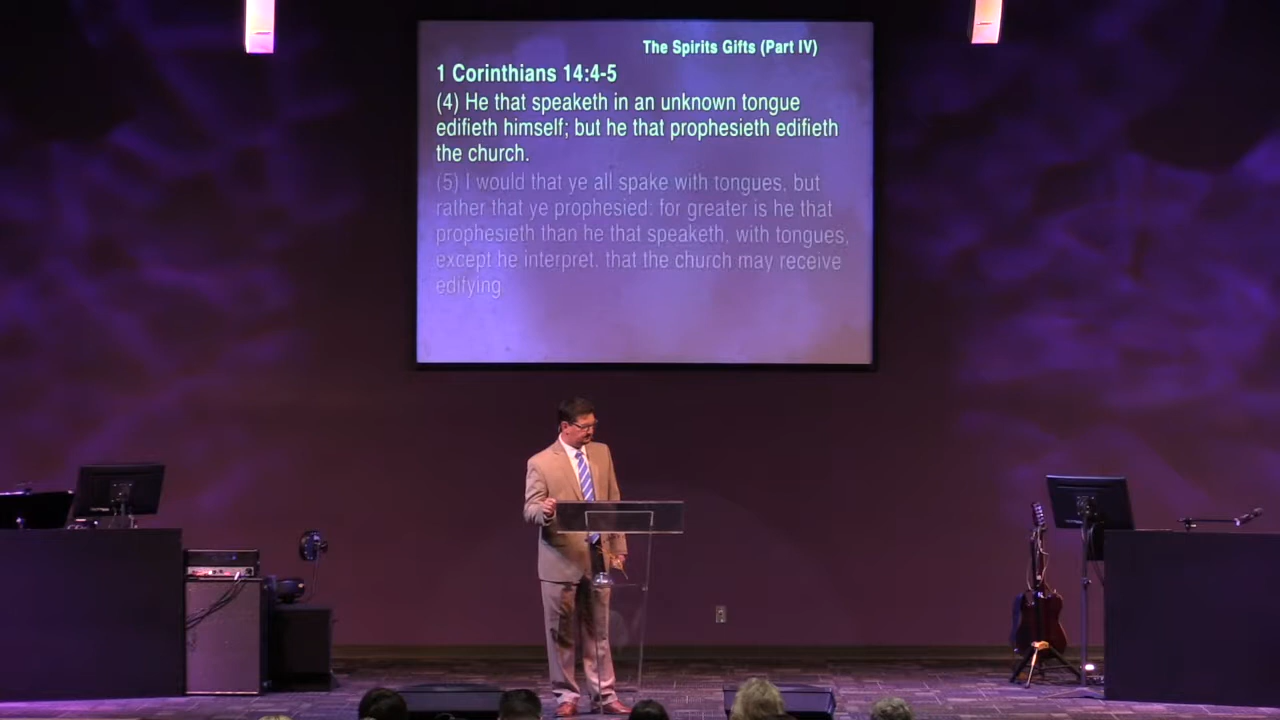 The Spirits Gifts (Part IV)
1 Corinthians 14:4-5
(4) He that speaketh in an unknown tongue
edifieth himself; but he that prophesieth edifieth
the church.
(5) I would that ye all spake with tongues, but
rather that ye prophesied: for greater is he that
prophesieth than he that speaketh, with tongues,
except he interpret, that the church may receive
edifying.